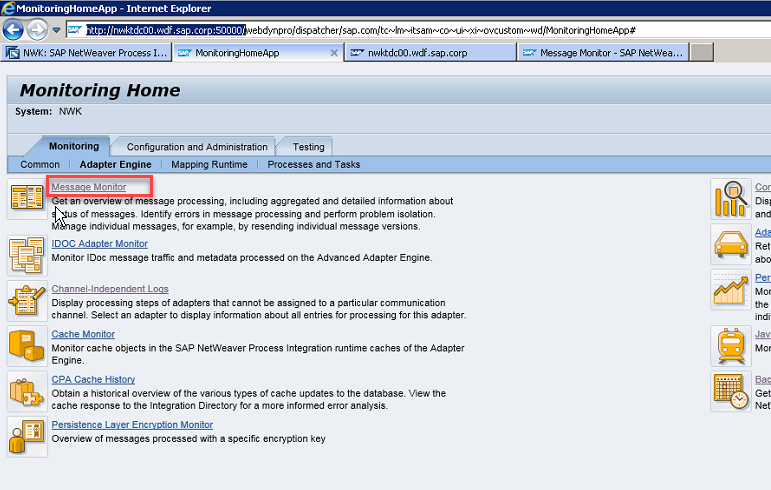 MonitoringHomeApp - Internet Explorer
http://nwktdc00.wdf.sap.corp:50000/webdynpro/dispatcher/sap.com/tc~lm~itsam~co~ui~xi~ovcustom~wd/MonitoringHomeApp#
NWK: SAP NetWeaver Process I... MonitoringHomeApp nwktdc00.wdf.sap.corp Message Monitor - SAP NetWea...
Monitoring Home
System: NWK
Monitoring Configuration and Administration Testing
Common Adapter Engine Mapping Runtime Processes and Tasks
Message Monitor
Get an overview of message processing, including aggregated and detailed information about
of messages. Identify errors in message processing and perform problem isolation.
Manage individual messages, for example, by resending individual message versions.
IDOC Adapter Monitor
Monitor IDoc message traffic and metadata processed on the Advanced Adapter Engine.
Channel-Independent Logs
Display processing steps of adapters that cannot be assigned to a particular communication
channel. Select an adapter to display information about all entries for processing for this adapter.
Cache Monitor
Monitor cache objects in the SAP NetWeaver Process Integration runtime caches of the Adapter
Engine.
CPA Cache History
Obtain a historical overview of the various types of cache updates to the database. View the
cache response to the Integration Directory for a more informed error analysis.
Persistence Layer Encryption Monitor
Overview of messages processed with a specific encryption key
Con
Disp
and
Ada
Ret
abo
Per
Mon
the
indi
Jav
Mon
Bac
Get
Net